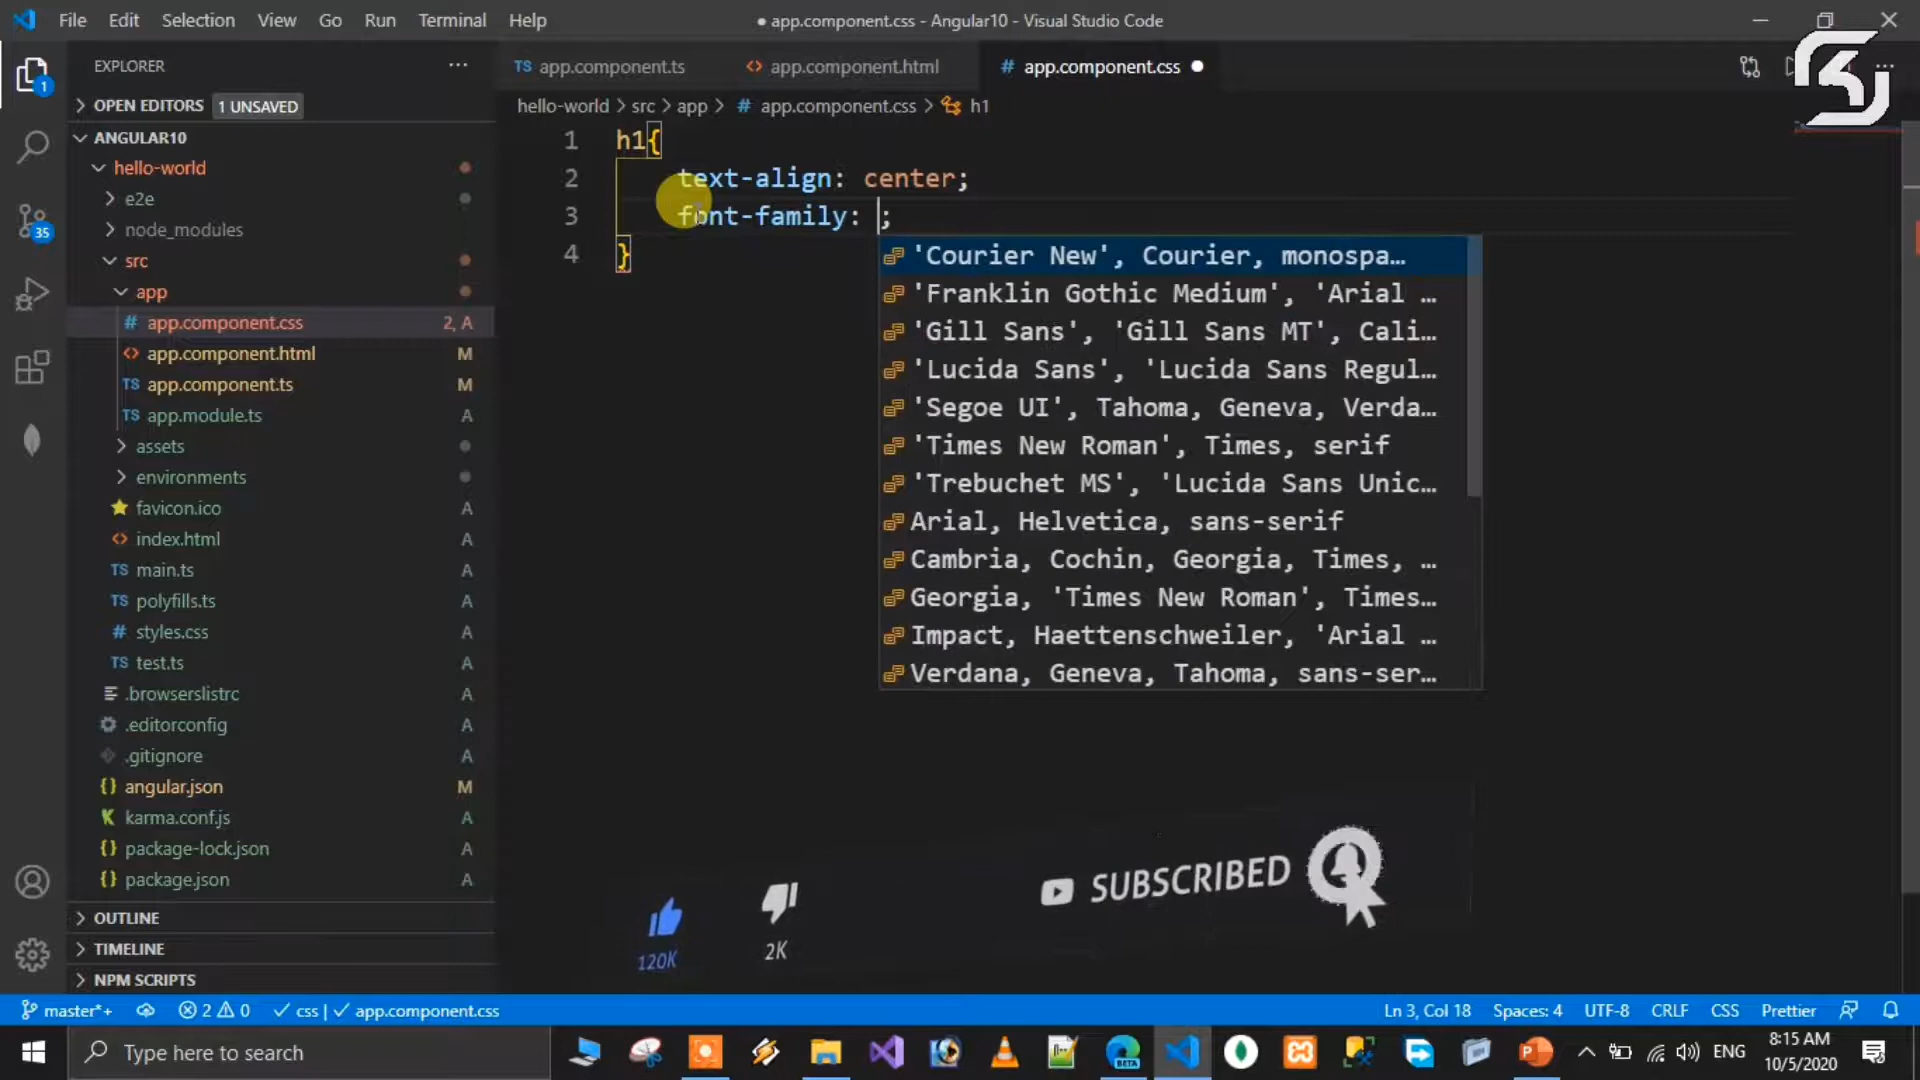 File Edit Selection View Go Run Terminal Help
● app.component.css - Angular10 - Visual Studio Code
EXPLORER
TS app.component.ts
<> app.component.html
# app.component.css ●
OPEN EDITORS 1 UNSAVED
hello-world > src > app > # app.component.css > h1
ANGULAR10
hello-world
e2e
node_modules
src
app
# app.component.css 2, A
<> app.component.html M
TS app.component.ts M
TS app.module.ts A
assets
environments
favicon.ico A
<> index.html A
TS main.ts A
TS polyfills.ts A
# styles.css A
TS test.ts A
.browserslistrc A
.editorconfig A
.gitignore A
{} angular.json M
karma.conf.js A
{} package-lock.json A
{} package.json A
OUTLINE
TIMELINE
NPM SCRIPTS
1
35
1 h1{
2 text-align: center;
3 font-family: ;
4 }
'Courier New', Courier, monospa…
'Franklin Gothic Medium', 'Arial …
'Gill Sans', 'Gill Sans MT', Cali…
'Lucida Sans', 'Lucida Sans Regul…
'Segoe UI', Tahoma, Geneva, Verda…
'Times New Roman', Times, serif
'Trebuchet MS', 'Lucida Sans Unic…
Arial, Helvetica, sans-serif
Cambria, Cochin, Georgia, Times, …
Georgia, 'Times New Roman', Times…
Impact, Haettenschweiler, 'Arial …
Verdana, Geneva, Tahoma, sans-ser…
120K
2K
SUBSCRIBED
master*+ 2 0 ✓ css | ✓ app.component.css
Ln 3, Col 18 Spaces: 4 UTF-8 CRLF CSS Prettier
Type here to search
BETA
ENG
8:15 AM
10/5/2020